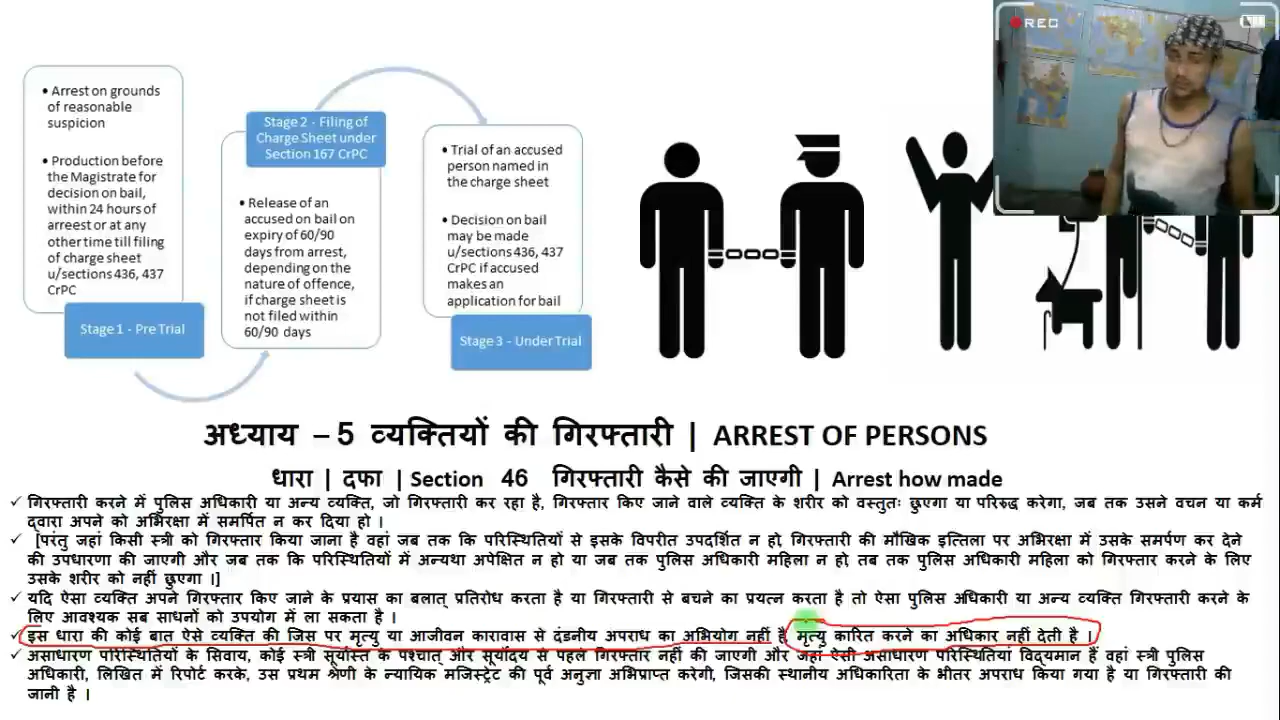 REC
• Arrest on grounds
of reasonable
suspicion
• Production before
the Magistrate for
decision on bail,
within 24 hours of
arreest or at any
other time till filing
of charge sheet
u/sections 436, 437
CrPC
Stage 1 - Pre Trial
Stage 2 - Filing of
Charge Sheet under
Section 167 CrPC
• Release of an
accused on bail on
expiry of 60/90
days from arrest,
depending on the
nature of offence,
if charge sheet is
not filed within
60/90 days
• Trial of an accused
person named in
the charge sheet
• Decision on bail
may be made
u/sections 436, 437
CrPC if accused
makes an
application for bail
Stage 3 - Under Trial
अध्याय – 5 व्यक्तियों की गिरफ्तारी | ARREST OF PERSONS
धारा | दफा | Section 46 गिरफ्तारी कैसे की जाएगी | Arrest how made
✓ गिरफ्तारी करने में पुलिस अधिकारी या अन्य व्यक्ति, जो गिरफ्तारी कर रहा है, गिरफ्तार किए जाने वाले व्यक्ति के शरीर को वस्तुतः छुएगा या परिरुद्ध करेगा, जब तक उसने वचन या कर्म
द्वारा अपने को अभिरक्षा में समर्पित न कर दिया हो ।
✓ [परंतु जहां किसी स्त्री को गिरफ्तार किया जाना है वहां जब तक कि परिस्थितियों से इसके विपरीत उपदर्शित न हो, गिरफ्तारी की मौखिक इत्तिला पर अभिरक्षा में उसके समर्पण कर देने
की उपधारणा की जाएगी और जब तक कि परिस्थितियों में अन्यथा अपेक्षित न हो या जब तक पुलिस अधिकारी महिला न हो, तब तक पुलिस अधिकारी महिला को गिरफ्तार करने के लिए
उसके शरीर को नहीं छुएगा ।]
✓ यदि ऐसा व्यक्ति अपने गिरफ्तार किए जाने के प्रयास का बलात् प्रतिरोध करता है या गिरफ्तारी से बचने का प्रयत्न करता है तो ऐसा पुलिस अधिकारी या अन्य व्यक्ति गिरफ्तारी करने के
लिए आवश्यक सब साधनों को उपयोग में ला सकता है ।
✓ इस धारा की कोई बात ऐसे व्यक्ति की जिस पर मृत्यु या आजीवन कारावास से दंडनीय अपराध का अभियोग नहीं है, मृत्यु कारित करने का अधिकार नहीं देती है ।
✓ असाधारण परिस्थितियों के सिवाय, कोई स्त्री सूर्यास्त के पश्चात् और सूर्योदय से पहले गिरफ्तार नहीं की जाएगी और जहां ऐसी असाधारण परिस्थितियां विद्यमान हैं वहां स्त्री पुलिस
अधिकारी, लिखित में रिपोर्ट करके, उस प्रथम श्रेणी के न्यायिक मजिस्ट्रेट की पूर्व अनुज्ञा अभिप्राप्त करेगी, जिसकी स्थानीय अधिकारिता के भीतर अपराध किया गया है या गिरफ्तारी की
जानी है ।